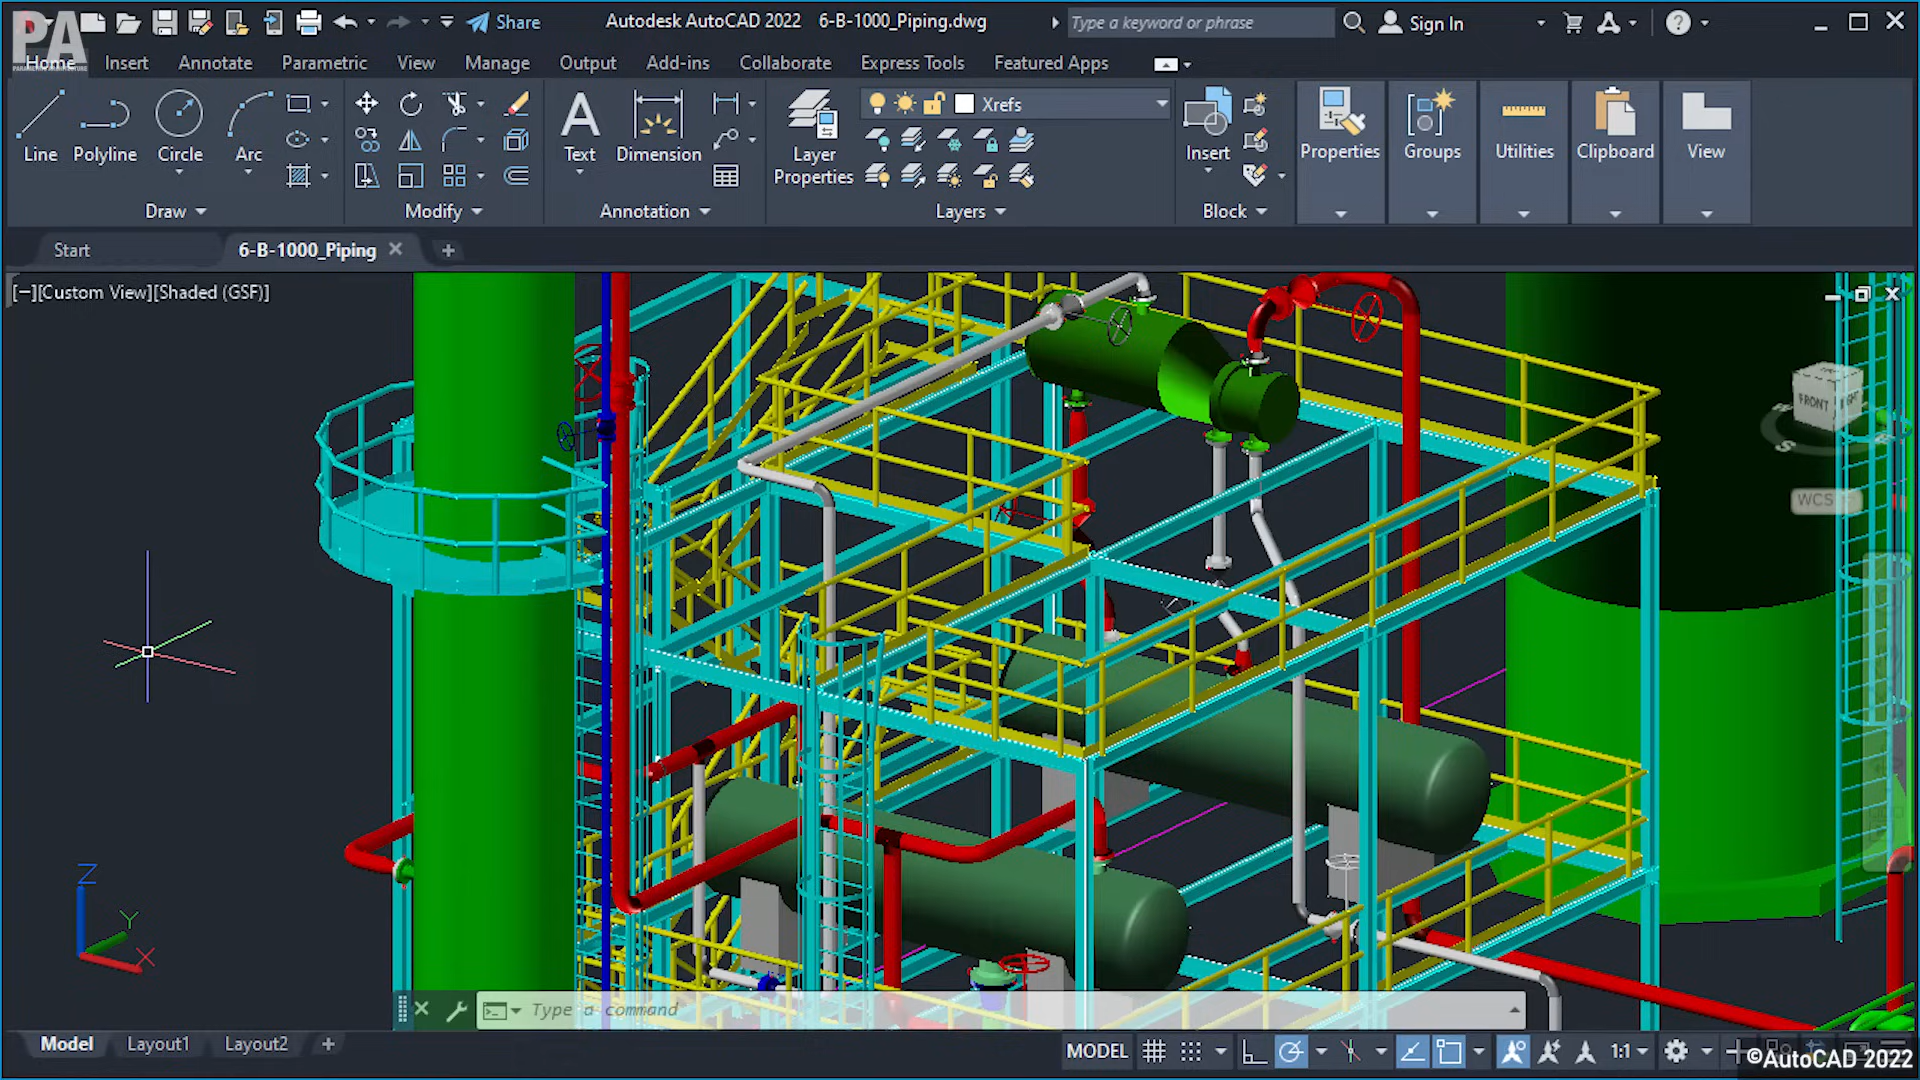 PA
Share
Autodesk AutoCAD 2022 6-B-1000_Piping.dwg
Type a keyword or phrase
Sign In
Home Insert Annotate Parametric View Manage Output Add-ins Collaborate Express Tools Featured Apps
Line Polyline Circle Arc
Text Dimension
Layer Properties
Xrefs
Insert
Properties Groups Utilities Clipboard View
Draw Modify Annotation Layers Block
Start 6-B-1000_Piping
[−][Custom View][Shaded (GSF)]
FRONT
S
WCS
Z
Y
X
Type a command
Model Layout1 Layout2
MODEL
1:1
©AutoCAD 2022